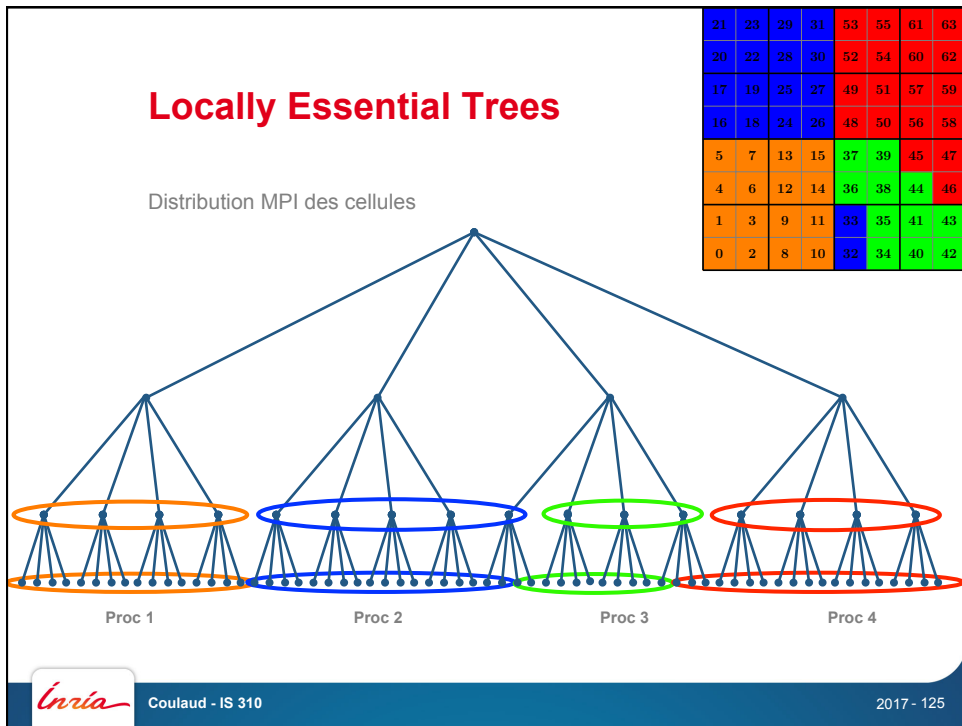 Locally Essential Trees
Distribution MPI des cellules
21 23 29 31 53 55 61 63
20 22 28 30 52 54 60 62
17 19 25 27 49 51 57 59
16 18 24 26 48 50 56 58
5 7 13 15 37 39 45 47
4 6 12 14 36 38 44 46
1 3 9 11 33 35 41 43
0 2 8 10 32 34 40 42
Proc 1 Proc 2 Proc 3 Proc 4
Inria Coulaud - IS 310 2017 - 125